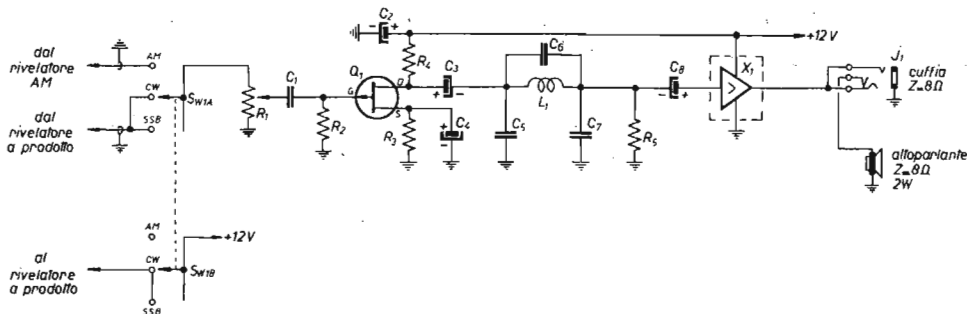 dal
rivelatore
AM
AM
CW
SSB
dal
rivelatore
a prodotto
SW1A
R1
C1
R2
Q1
G
D
S
C2
- +
R4
C3
+ -
R3
C4
+
-
C5
C6
L1
C7
R5
C8
- +
X1
+12V
J1
cuffia
Z=8Ω
altoparlante
Z=8Ω
2W
AM
CW
SSB
+12V
SW1B
al
rivelatore
a prodotto